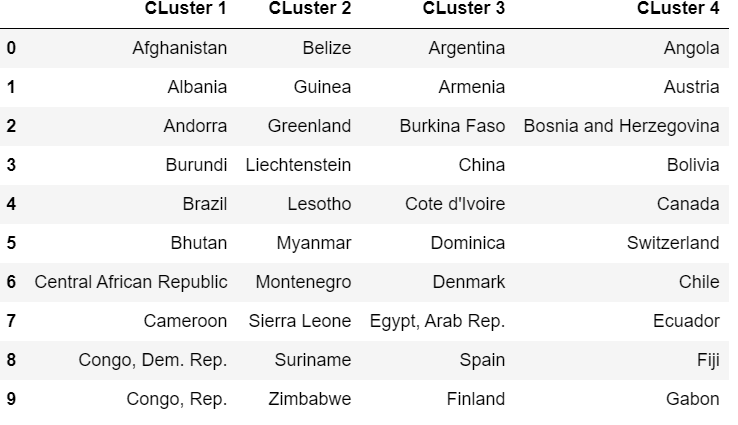 CLuster 1 CLuster 2 CLuster 3 CLuster 4
0 Afghanistan Belize Argentina Angola
1 Albania Guinea Armenia Austria
2 Andorra Greenland Burkina Faso Bosnia and Herzegovina
3 Burundi Liechtenstein China Bolivia
4 Brazil Lesotho Cote d'Ivoire Canada
5 Bhutan Myanmar Dominica Switzerland
6 Central African Republic Montenegro Denmark Chile
7 Cameroon Sierra Leone Egypt, Arab Rep. Ecuador
8 Congo, Dem. Rep. Suriname Spain Fiji
9 Congo, Rep. Zimbabwe Finland Gabon